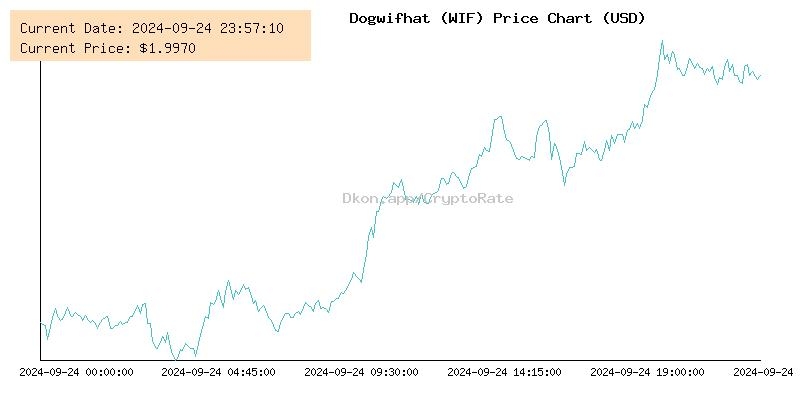 Dogwifhat (WIF) Price Chart (USD)
Current Date: 2024-09-24 23:57:10
Current Price: $1.9970
Dkon.app/CryptoRate
2024-09-24 00:00:00 2024-09-24 04:45:00 2024-09-24 09:30:00 2024-09-24 14:15:00 2024-09-24 19:00:00 2024-09-24